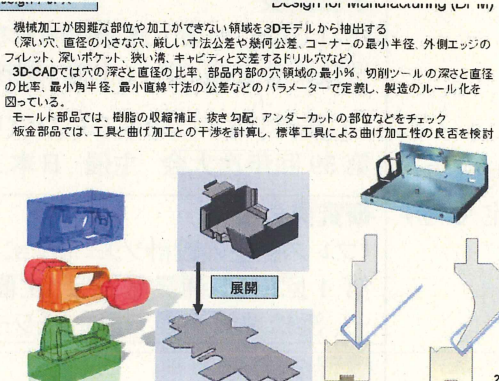 Design for Manufacturing (DFM)
機械加工が困難な部位や加工ができない領域を3Dモデルから抽出する
(深い穴、直径の小さな穴、厳しい寸法公差や幾何公差、コーナーの最小半径、外側エッジの
フィレット、深いポケット、狭い溝、キャビティと交差するドリル穴など)
3D-CADでは穴の深さと直径の比率、部品内部の穴領域の最小%、切削ツールの深さと直径
の比率、最小角半径、最小直線寸法の公差などのパラメーターで定義し、製造のルール化を
図っている。
モールド部品では、樹脂の収縮補正、抜き勾配、アンダーカットの部位などをチェック
板金部品では、工具と曲げ加工との干渉を計算し、標準工具による曲げ加工性の良否を検討
展開
2